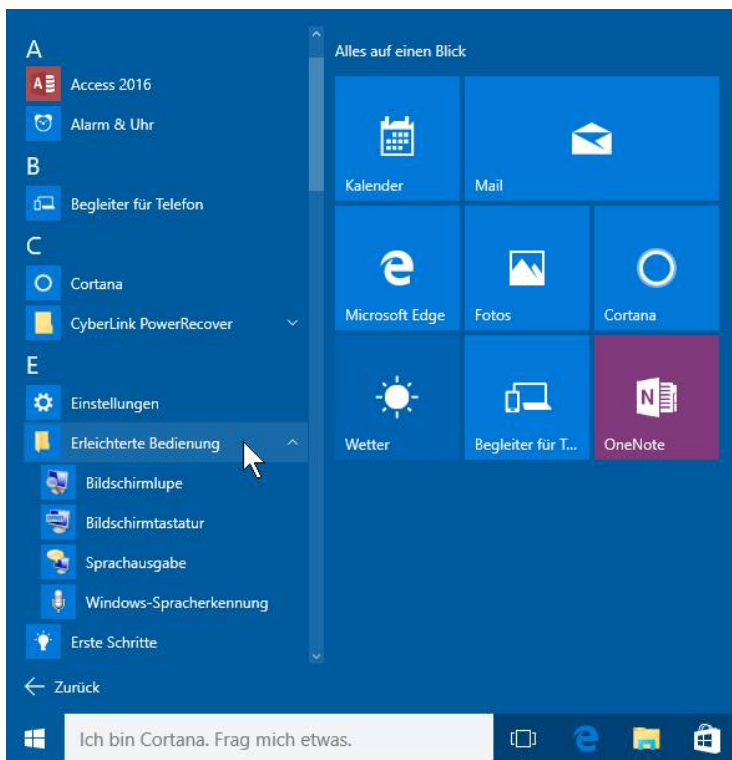 A
Access 2016
Alarm & Uhr
B
Begleiter für Telefon
C
Cortana
CyberLink PowerRecover
E
Einstellungen
Erleichterte Bedienung
Bildschirmlupe
Bildschirmtastatur
Sprachausgabe
Windows-Spracherkennung
Erste Schritte
Zurück
Alles auf einen Blick
Kalender
Mail
Microsoft Edge
Fotos
Cortana
Wetter
Begleiter für T...
OneNote
Ich bin Cortana. Frag mich etwas.